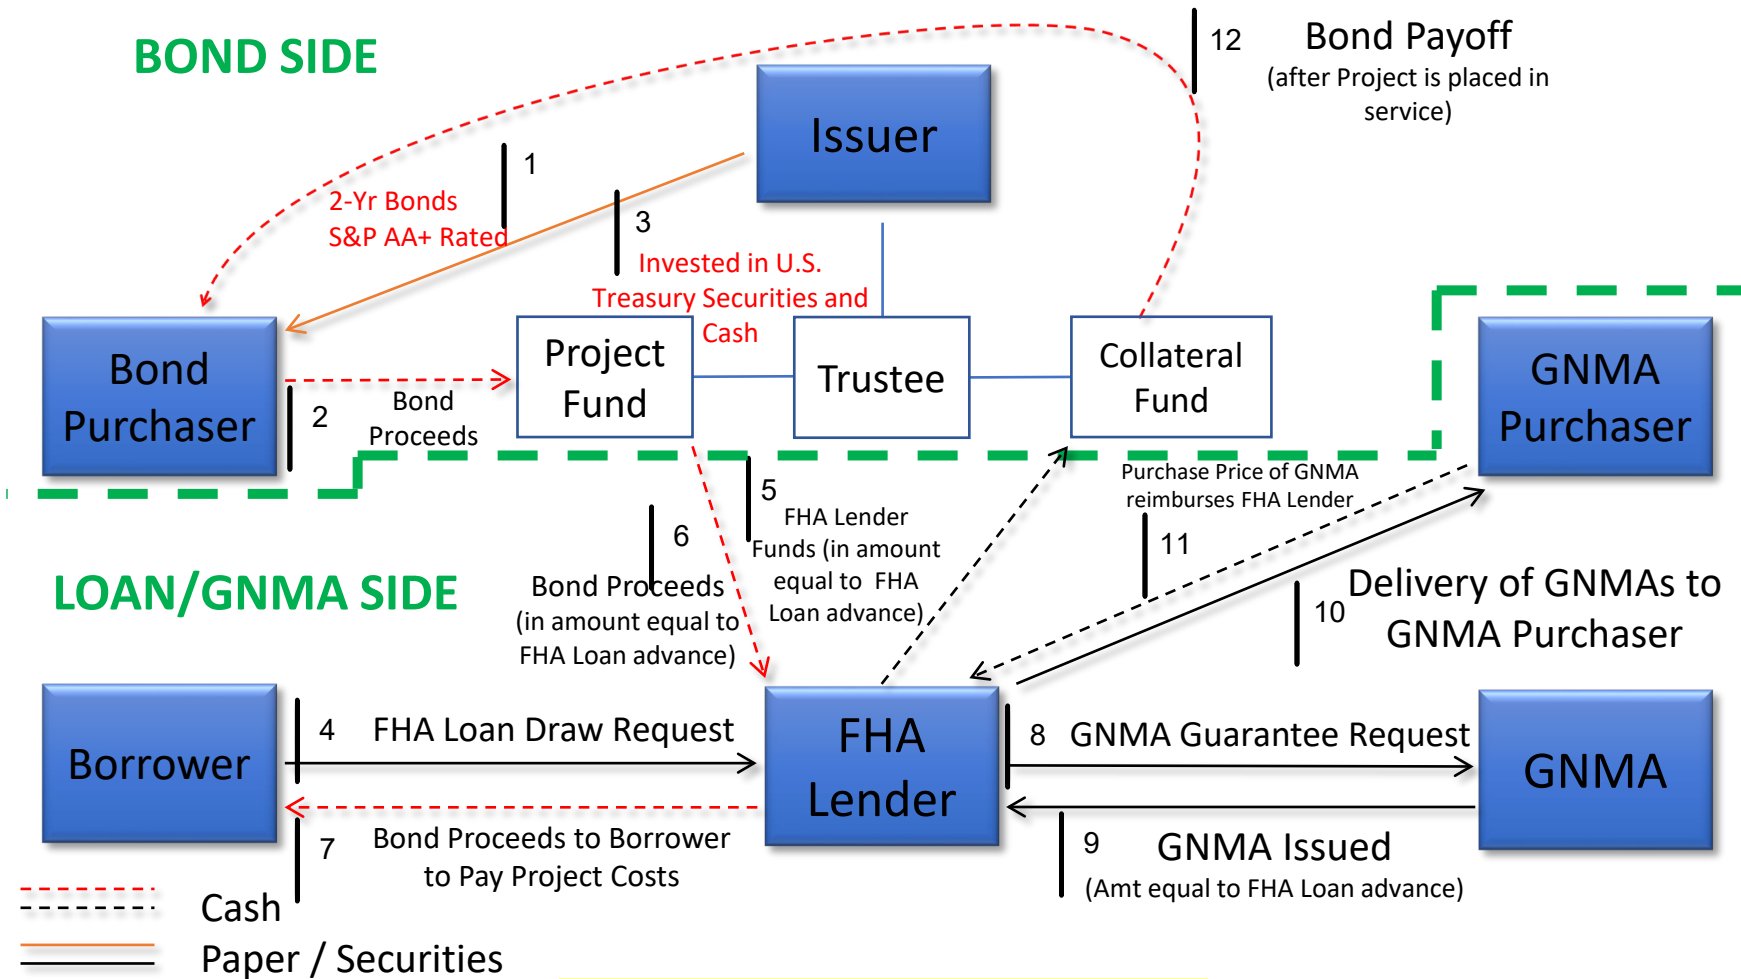 BOND SIDE
12
Bond Payoff
(after Project is placed in
service)
Issuer
1
2-Yr Bonds
S&P AA+ Rated
3
Invested in U.S.
Treasury Securities and
Cash
Bond
Purchaser
2
Bond
Proceeds
Project
Fund
Trustee
Collateral
Fund
GNMA
Purchaser
5
FHA Lender
Funds (in amount
equal to FHA
Loan advance)
6
Bond Proceeds
(in amount equal to
FHA Loan advance)
Purchase Price of GNMA
reimburses FHA Lender
11
LOAN/GNMA SIDE
10
Delivery of GNMAs to
GNMA Purchaser
Borrower
4
FHA Loan Draw Request
FHA
Lender
8
GNMA Guarantee Request
GNMA
7
Bond Proceeds to Borrower
to Pay Project Costs
9
GNMA Issued
(Amt equal to FHA Loan advance)
Cash
Paper / Securities